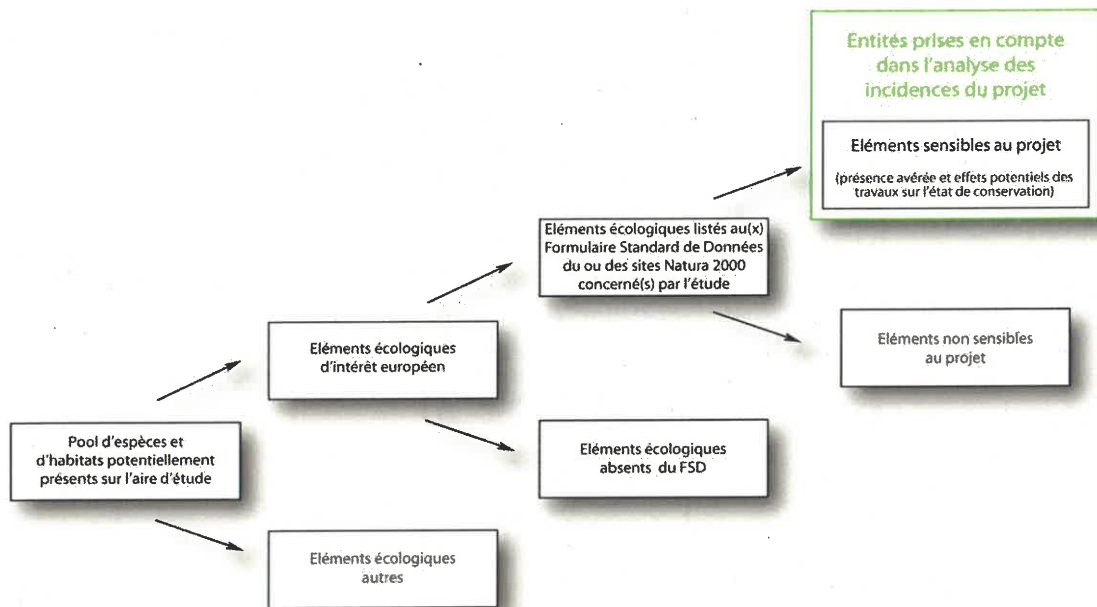 Entités prises en compte
dans l'analyse des
incidences du projet
Eléments sensibles au projet
(présence avérée et effets potentiels des
travaux sur l'état de conservation)
Eléments écologiques listés au(x)
Formulaire Standard de Données
du ou des sites Natura 2000
concerné(s) par l'étude
Eléments écologiques
d'intérêt européen
Eléments non sensibles
au projet
Pool d'espèces et
d'habitats potentiellement
présents sur l'aire d'étude
Eléments écologiques
absents du FSD
Eléments écologiques
autres